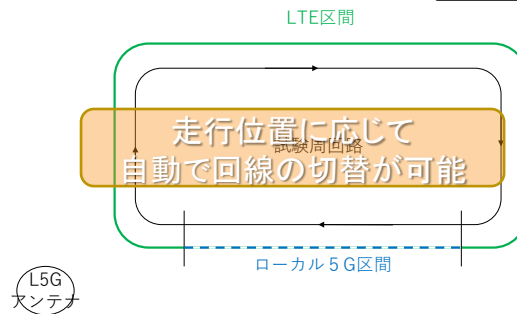 LTE区間
走行位置に応じて
試験周回路
自動で回線の切替が可能
ローカル５G区間
L5G
アンテナ